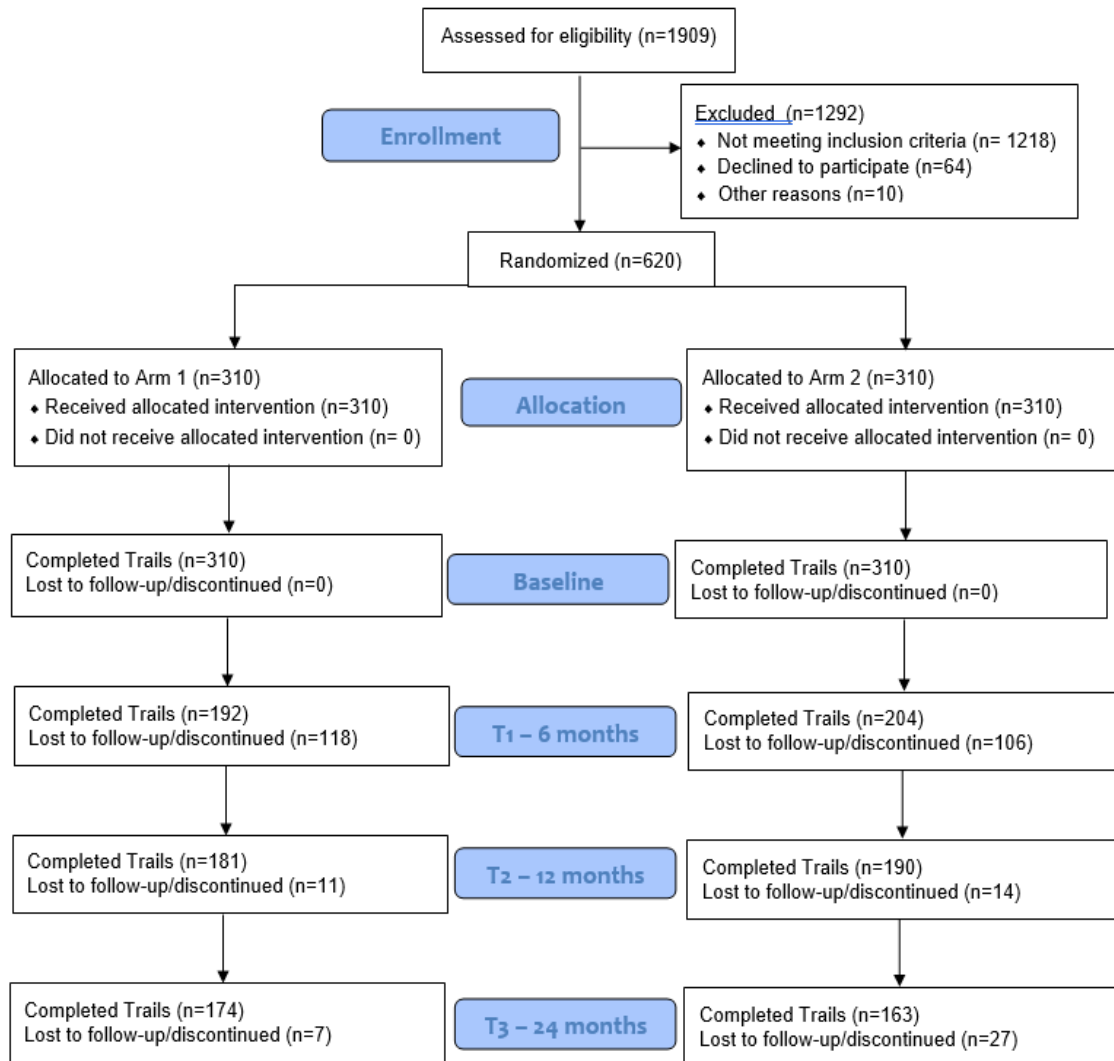 Assessed for eligibility (n=1909)
Enrollment
Excluded (n=1292)
⬧ Not meeting inclusion criteria (n= 1218)
⬧ Declined to participate (n=64)
⬧ Other reasons (n=10)
Randomized (n=620)
Allocated to Arm 1 (n=310)
⬧ Received allocated intervention (n=310)
⬧ Did not receive allocated intervention (n= 0)
Allocation
Allocated to Arm 2 (n=310)
⬧ Received allocated intervention (n=310)
⬧ Did not receive allocated intervention (n= 0)
Completed Trails (n=310)
Lost to follow-up/discontinued (n=0)
Baseline
Completed Trails (n=310)
Lost to follow-up/discontinued (n=0)
Completed Trails (n=192)
Lost to follow-up/discontinued (n=118)
T1 – 6 months
Completed Trails (n=204)
Lost to follow-up/discontinued (n=106)
Completed Trails (n=181)
Lost to follow-up/discontinued (n=11)
T2 – 12 months
Completed Trails (n=190)
Lost to follow-up/discontinued (n=14)
Completed Trails (n=174)
Lost to follow-up/discontinued (n=7)
T3 – 24 months
Completed Trails (n=163)
Lost to follow-up/discontinued (n=27)